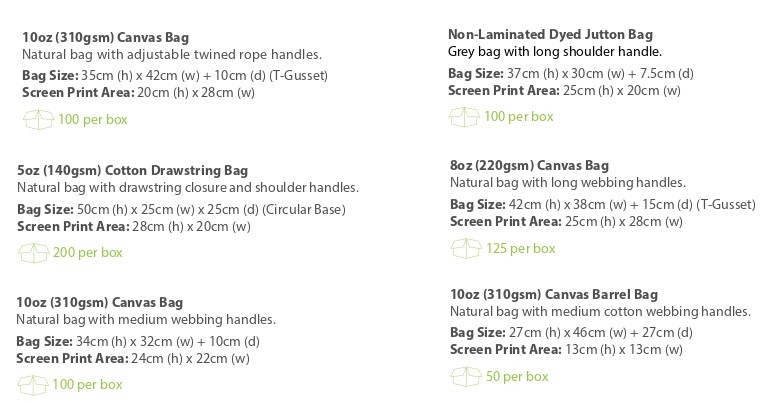 10oz (310gsm) Canvas Bag
Natural bag with adjustable twined rope handles.
Bag Size: 35cm (h) x 42cm (w) + 10cm (d) (T-Gusset)
Screen Print Area: 20cm (h) x 28cm (w)
100 per box
5oz (140gsm) Cotton Drawstring Bag
Natural bag with drawstring closure and shoulder handles.
Bag Size: 50cm (h) x 25cm (w) x 25cm (d) (Circular Base)
Screen Print Area: 28cm (h) x 20cm (w)
200 per box
10oz (310gsm) Canvas Bag
Natural bag with medium webbing handles.
Bag Size: 34cm (h) x 32cm (w) + 10cm (d)
Screen Print Area: 24cm (h) x 22cm (w)
100 per box
Non-Laminated Dyed Jutton Bag
Grey bag with long shoulder handle.
Bag Size: 37cm (h) x 30cm (w) + 7.5cm (d)
Screen Print Area: 25cm (h) x 20cm (w)
100 per box
8oz (220gsm) Canvas Bag
Natural bag with long webbing handles.
Bag Size: 42cm (h) x 38cm (w) + 15cm (d) (T-Gusset)
Screen Print Area: 25cm (h) x 28cm (w)
125 per box
10oz (310gsm) Canvas Barrel Bag
Natural bag with medium cotton webbing handles.
Bag Size: 27cm (h) x 46cm (w) + 27cm (d)
Screen Print Area: 13cm (h) x 13cm (w)
50 per box